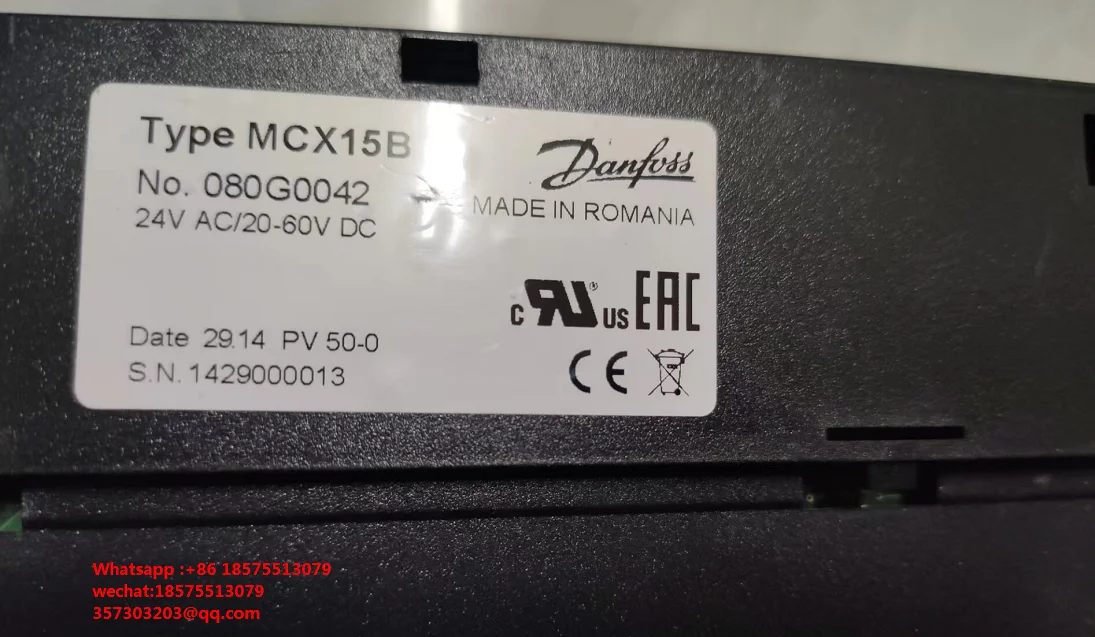 Type MCX15B
No. 080G0042
24V AC/20-60V DC
Danfoss
MADE IN ROMANIA
c RU® US EAC
CE
Date 29.14 PV 50-0
S.N. 1429000013
Whatsapp :+86 18575513079
wechat:18575513079
357303203@qq.com